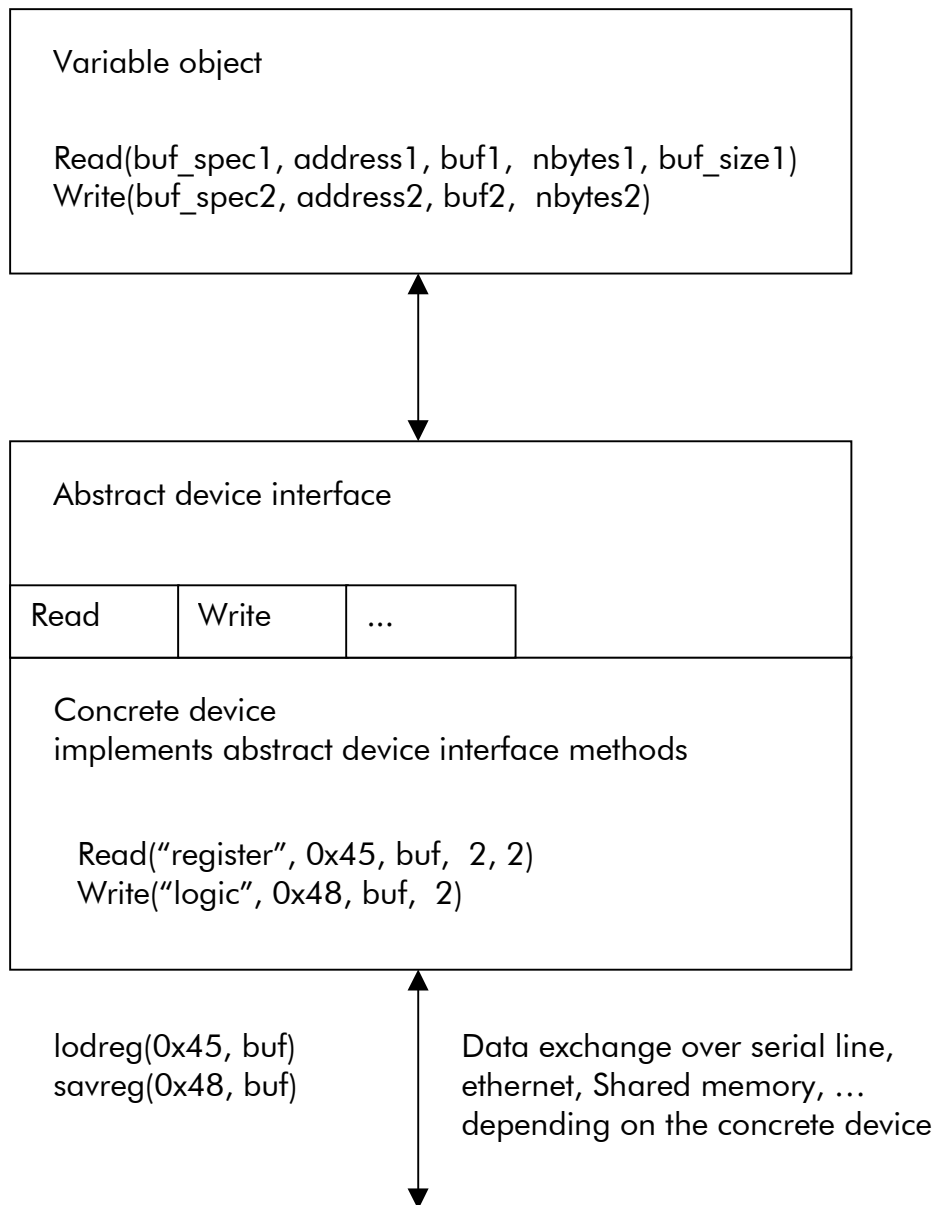 Variable object
Read(buf_spec1, address1, buf1,  nbytes1, buf_size1)
Write(buf_spec2, address2, buf2,  nbytes2)
Abstract device interface
Read
Write
...
Concrete device
implements abstract device interface methods
Read(“register”, 0x45, buf,  2, 2)
Write(“logic”, 0x48, buf,  2)
lodreg(0x45, buf)
savreg(0x48, buf)
Data exchange over serial line,
ethernet, Shared memory, …
depending on the concrete device